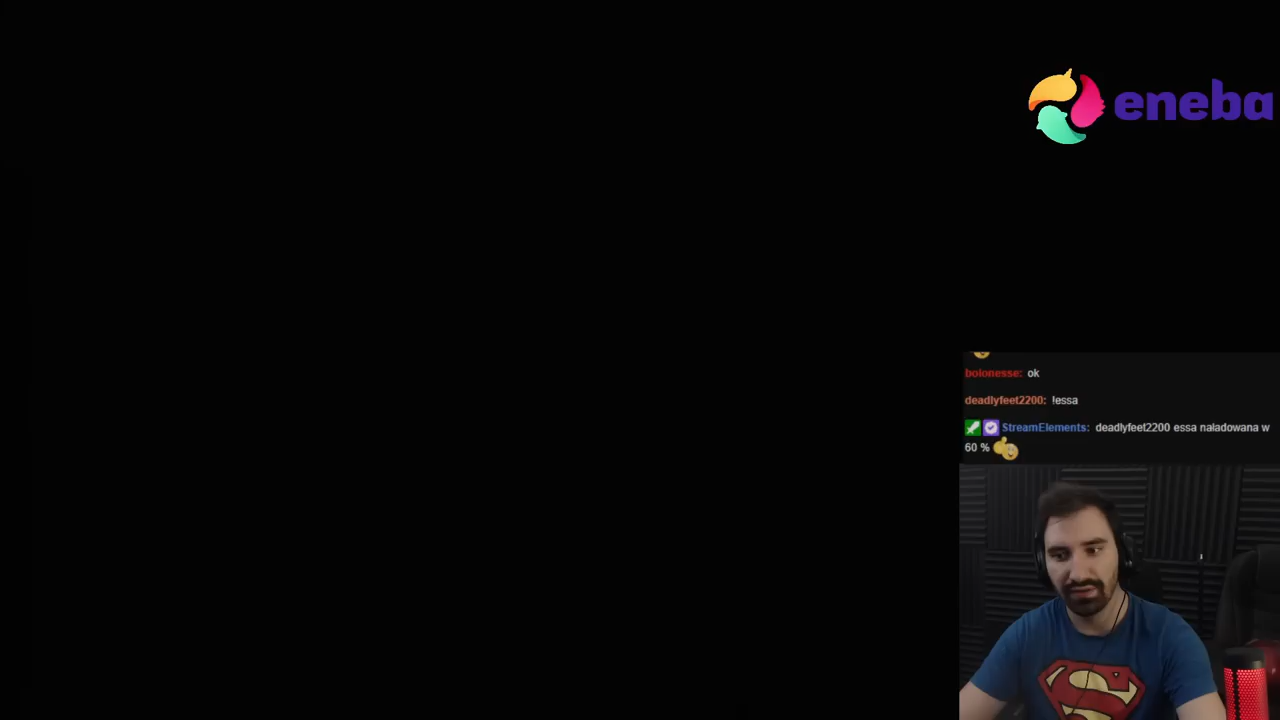 eneba
bolonesse: ok
deadlyfeet2200: !essa
StreamElements: deadlyfeet2200 essa naładowana w
60 %